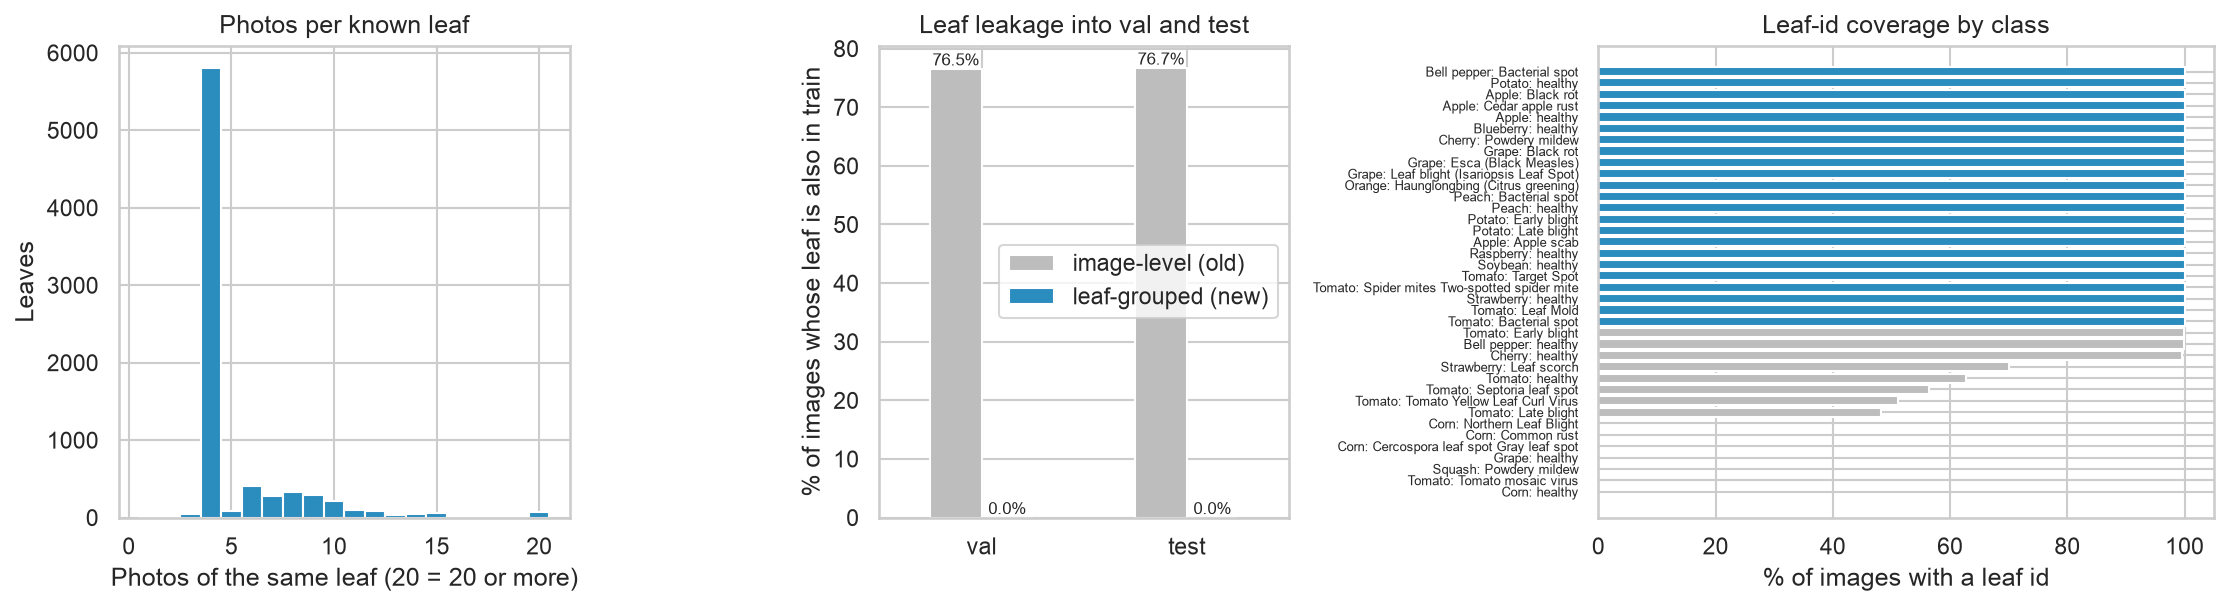 Photos per known leaf
6000
5000
4000
3000
2000
1000
0
Leaves
0 5 10 15 20
Photos of the same leaf (20 = 20 or more)
Leaf leakage into val and test
80
70
60
50
40
30
20
10
0
% of images whose leaf is also in train
76.5%
76.7%
0.0%
0.0%
image-level (old)
leaf-grouped (new)
val test
Leaf-id coverage by class
Bell pepper: Bacterial spot
Potato: healthy
Apple: Black rot
Apple: Cedar apple rust
Apple: healthy
Blueberry: healthy
Cherry: Powdery mildew
Grape: Black rot
Grape: Esca (Black Measles)
Grape: Leaf blight (Isariopsis Leaf Spot)
Orange: Haunglongbing (Citrus greening)
Peach: Bacterial spot
Peach: healthy
Potato: Early blight
Potato: Late blight
Apple: Apple scab
Raspberry: healthy
Soybean: healthy
Tomato: Target Spot
Tomato: Spider mites Two-spotted spider mite
Strawberry: healthy
Tomato: Leaf Mold
Tomato: Bacterial spot
Tomato: Early blight
Bell pepper: healthy
Cherry: healthy
Strawberry: Leaf scorch
Tomato: healthy
Tomato: Septoria leaf spot
Tomato: Tomato Yellow Leaf Curl Virus
Tomato: Late blight
Corn: Northern Leaf Blight
Corn: Common rust
Corn: Cercospora leaf spot Gray leaf spot
Grape: healthy
Squash: Powdery mildew
Tomato: Tomato mosaic virus
Corn: healthy
0 20 40 60 80 100
% of images with a leaf id